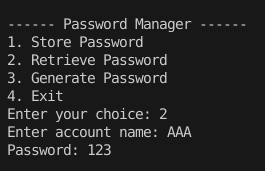 ------ Password Manager ------
1. Store Password
2. Retrieve Password
3. Generate Password
4. Exit
Enter your choice: 2
Enter account name: AAA
Password: 123